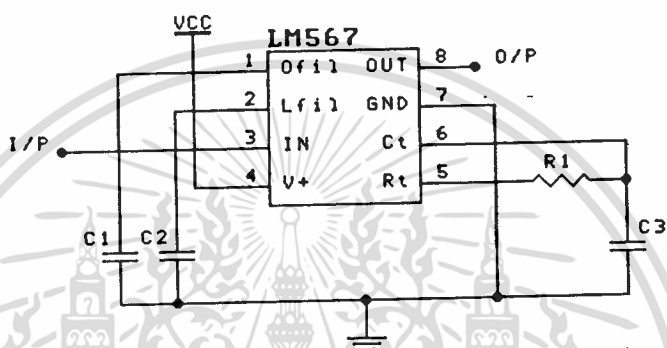 VCC
LM567
1 Ofil OUT 8 O/P
2 Lfil GND 7
I/P 3 IN Ct 6
4 V+ Rt 5 R1
C1 C2 C3